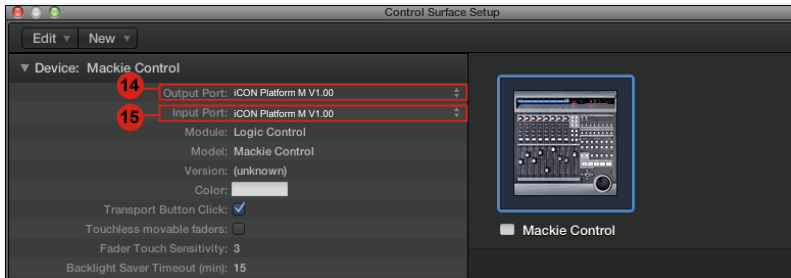 Control Surface Setup
Edit New
Device: Mackie Control
14
Output Port: iCON Platform M V1.00
15
Input Port: iCON Platform M V1.00
Module: Logic Control
Model: Mackie Control
Version: (unknown)
Color:
Transport Button Click:
Touchless movable faders:
Fader Touch Sensitivity: 3
Backlight Saver Timeout (min): 15
Mackie Control